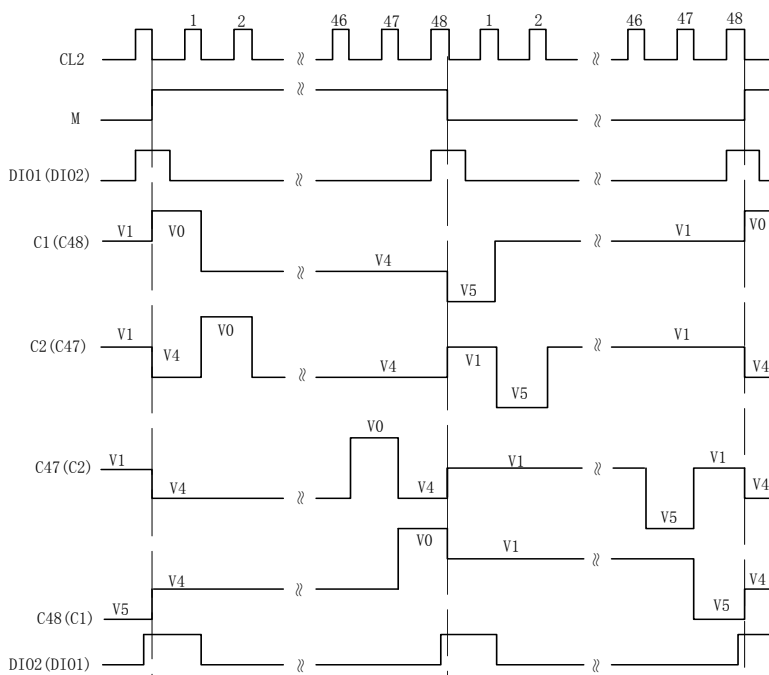 1 2 46 47 48 1 2 46 47 48
CL2
M
DIO1(DIO2)
C1(C48) V1 V0 V4 V5 V1 V0
C2(C47) V1 V4 V0 V4 V1 V5 V1 V4
C47(C2) V1 V4 V0 V4 V1 V5 V1 V4
C48(C1) V5 V4 V0 V1 V5 V4
DIO2(DIO1)